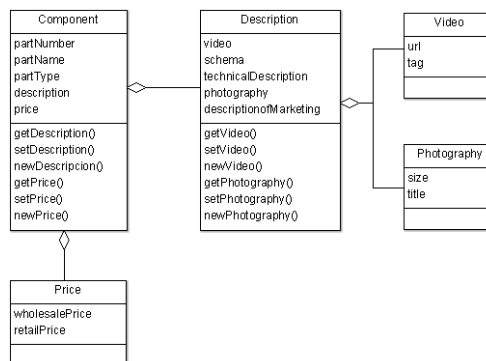 Component
partNumber
partName
partType
description
price
getDescription()
setDescription()
newDescripcion()
getPrice()
setPrice()
newPrice()
Description
video
schema
technicalDescription
photography
descriptionofMarketing
getVideo()
setVideo()
newVideo()
getPhotography()
setPhotography()
newPhotography()
Video
url
tag
Photography
size
title
Price
wholesalePrice
retailPrice